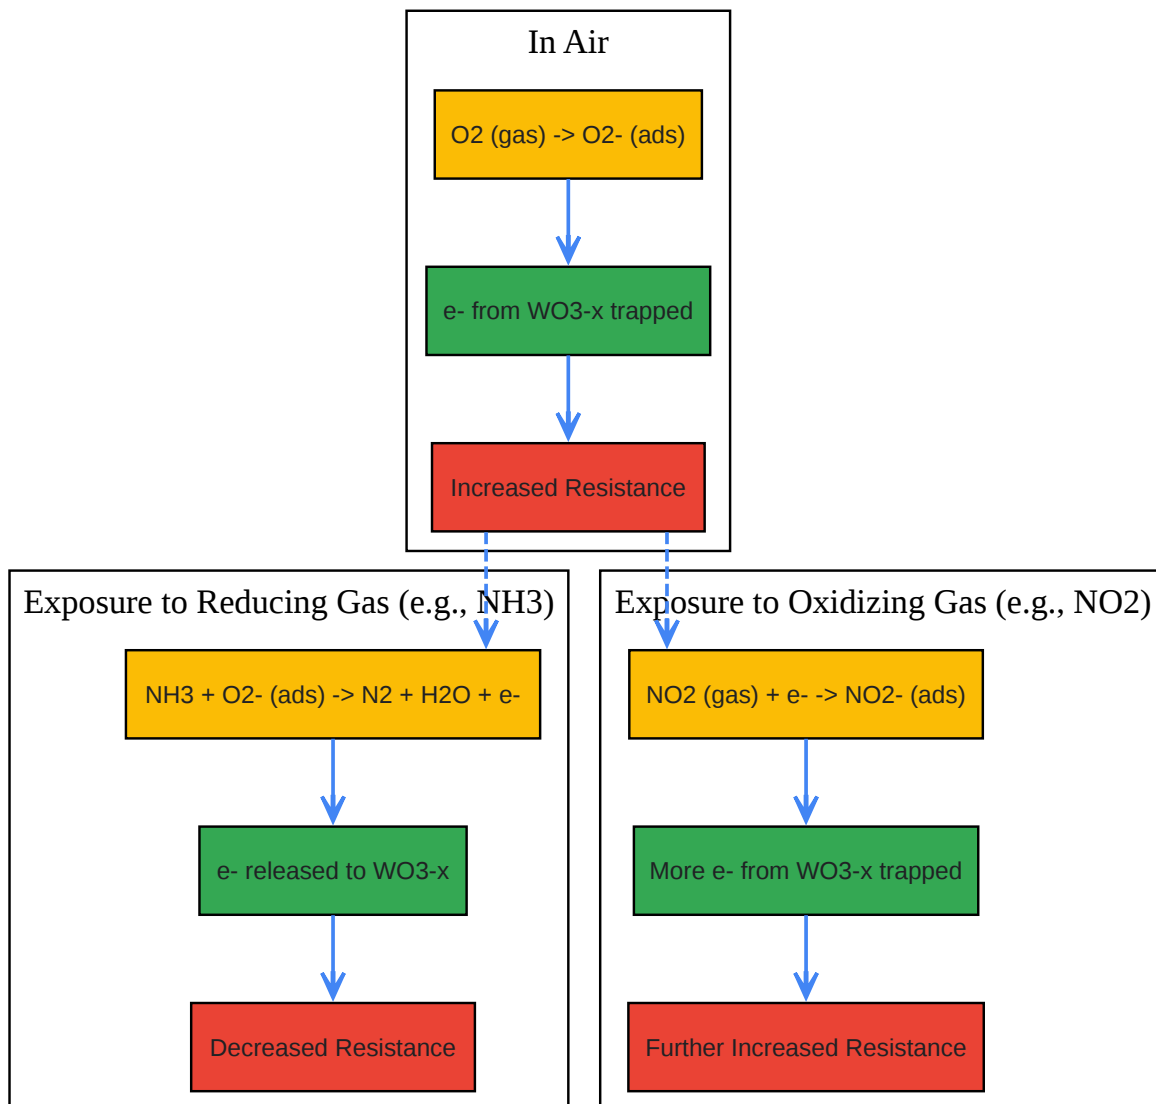 In Air
O2 (gas) -> O2- (ads)
e- from WO3-x trapped
Increased Resistance
Exposure to Reducing Gas (e.g., NH3)
NH3 + O2- (ads) -> N2 + H2O + e-
e- released to WO3-x
Decreased Resistance
Exposure to Oxidizing Gas (e.g., NO2)
NO2 (gas) + e- -> NO2- (ads)
More e- from WO3-x trapped
Further Increased Resistance